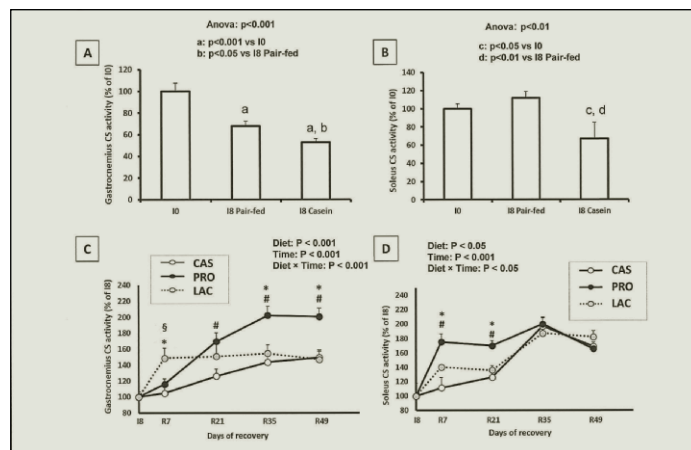 Anova: p<0.001
a: p<0.001 vs I0
b: p<0.05 vs I8 Pair-fed
A
Gastrocnemius CS activity (% of I0)
120
100
80
60
40
20
0
a
a, b
I0
I8 Pair-fed
I8 Casein
Anova: p<0.01
c: p<0.05 vs I0
d: p<0.01 vs I8 Pair-fed
B
Soleus CS activity (% of I0)
140
120
100
80
60
40
20
0
c, d
I0
I8 Pair-fed
I8 Casein
C
Diet: P < 0.001
Time: P < 0.001
Diet × Time: P < 0.001
CAS
PRO
LAC
Gastrocnemius CS activity (% of I8)
220
200
180
160
140
120
100
80
§
*
#
*
#
*
#
I8
R7
R21
R35
R49
Days of recovery
D
Diet: P < 0.05
Time: P < 0.001
Diet × Time: P < 0.05
CAS
PRO
LAC
Soleus CS activity (% of I8)
220
200
180
160
140
120
100
80
*
#
*
#
I8
R7
R21
R35
R49
Days of recovery